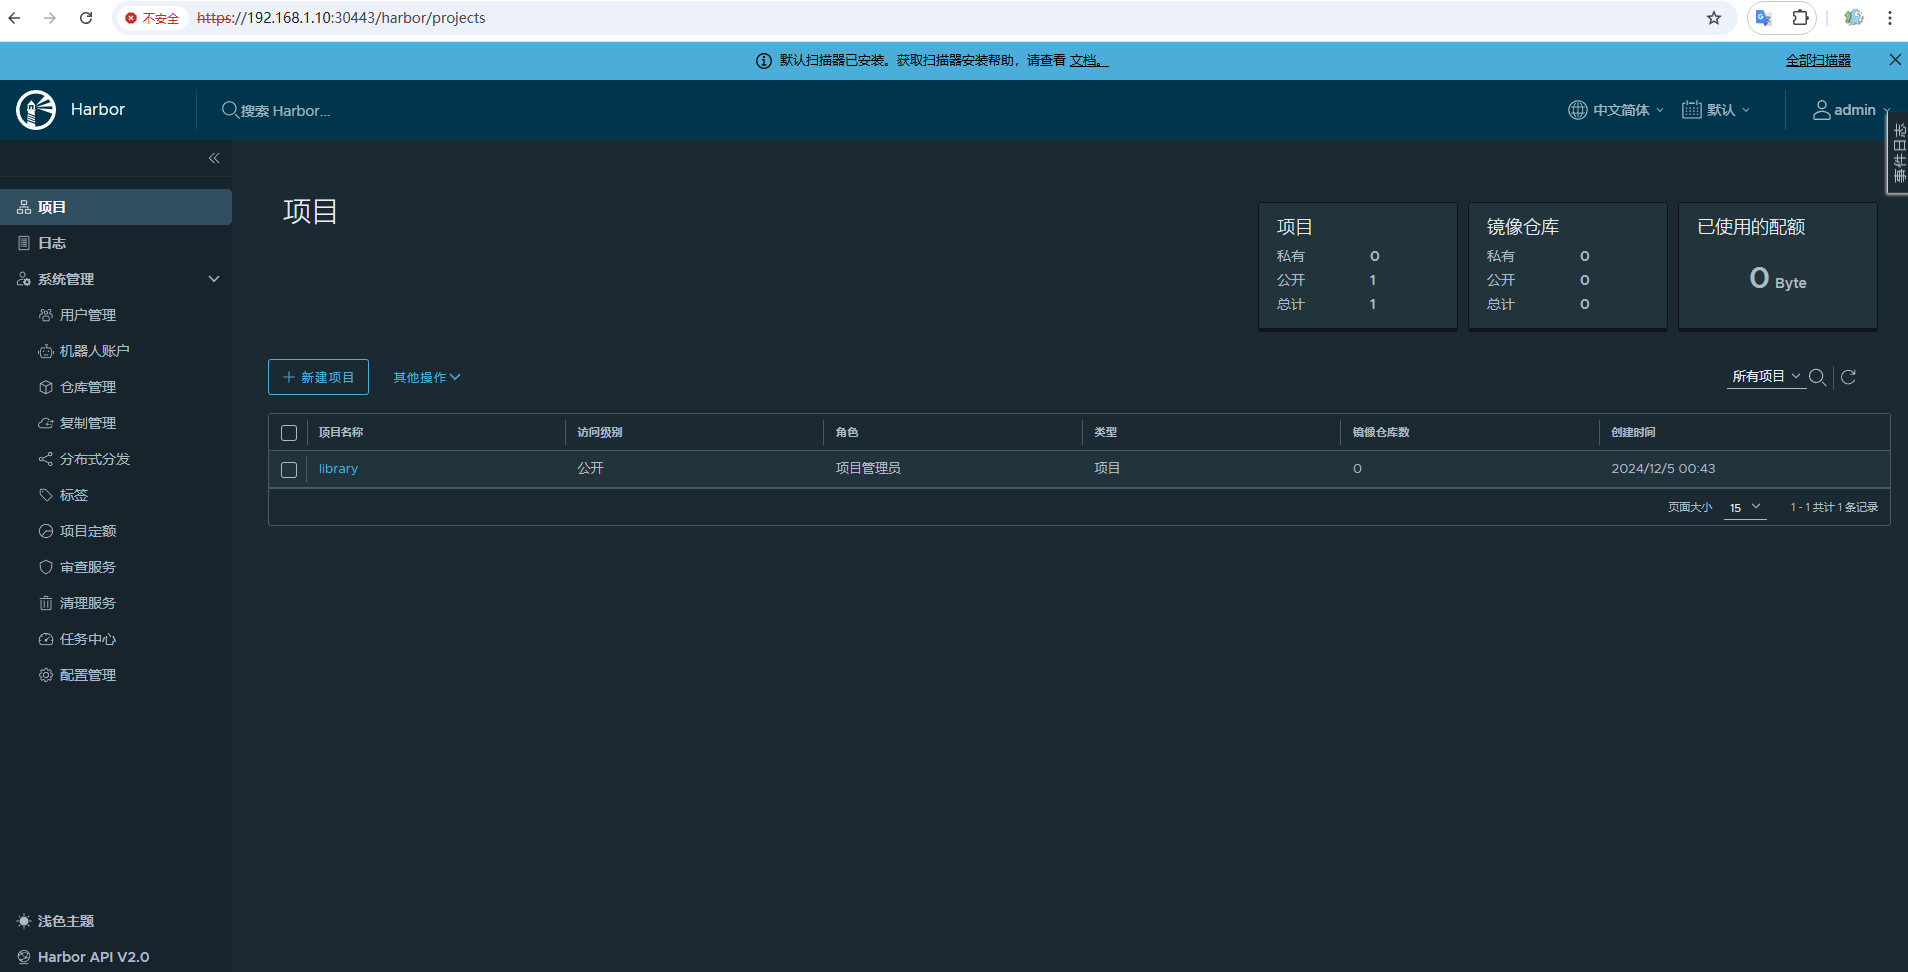 不安全 https://192.168.1.10:30443/harbor/projects
默认扫描器已安装。获取扫描器安装帮助，请查看 文档。 全部扫描器
Harbor 搜索 Harbor... 中文简体 默认 admin
事件日志
项目
日志
系统管理
用户管理
机器人账户
仓库管理
复制管理
分布式分发
标签
项目定额
审查服务
清理服务
任务中心
配置管理
浅色主题
Harbor API V2.0
项目
项目
私有 0
公开 1
总计 1
镜像仓库
私有 0
公开 0
总计 0
已使用的配额
0 Byte
新建项目 其他操作 所有项目
项目名称 访问级别 角色 类型 镜像仓库数 创建时间
library 公开 项目管理员 项目 0 2024/12/5 00:43
页面大小 15 1 - 1 共计 1 条记录